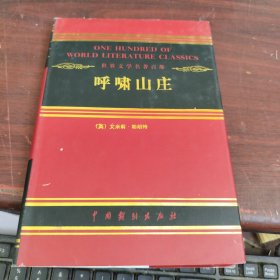 ONE HUNDRED OF
WORLD LITERATURE CLASSICS
世界文学名著百部
呼啸山庄
(英) 艾米莉·勃朗特
中国戏剧出版社